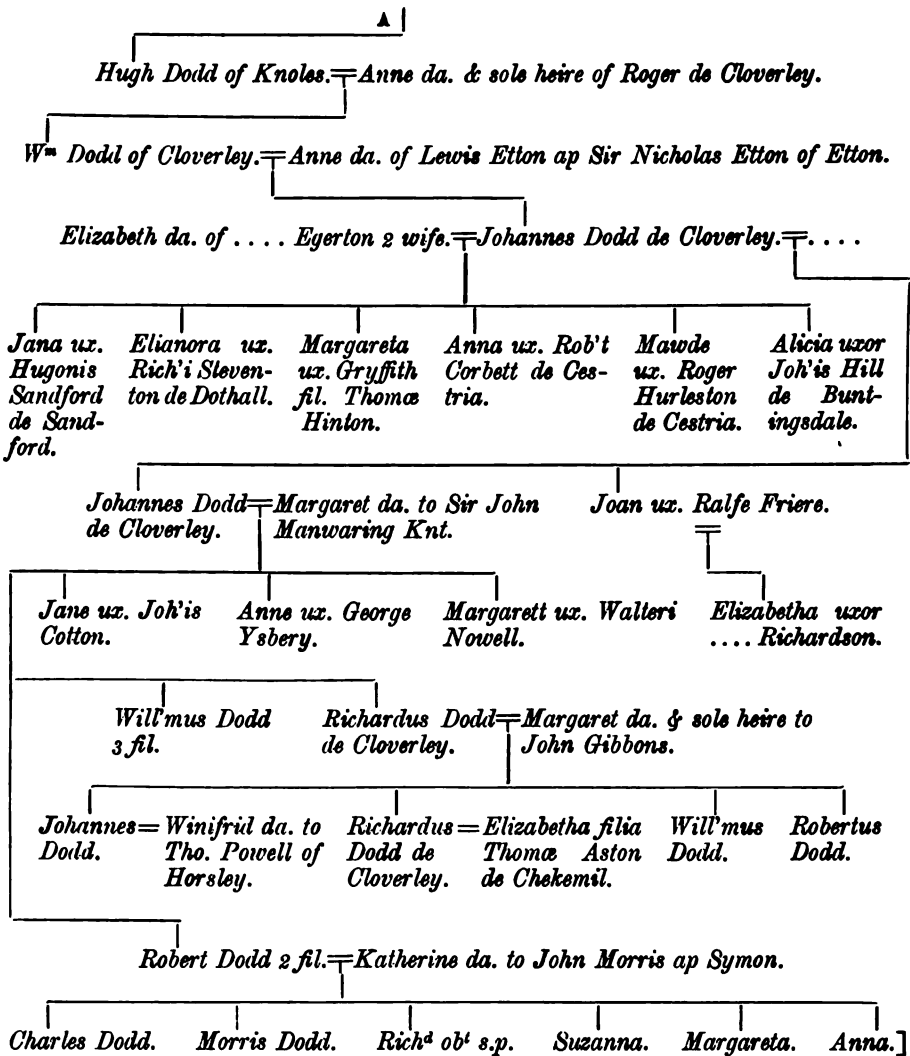 A
Hugh Dodd of Knoles.=Anne da. & sole heire of Roger de Cloverley.
Wᵐ Dodd of Cloverley.=Anne da. of Lewis Etton ap Sir Nicholas Etton of Etton.
Elizabeth da. of .... Egerton 2 wife.=Johannes Dodd de Cloverley.=....
Jana ux.
Hugonis
Sandford
de Sand-
ford.
Elianora ux.
Rich'i Steven-
ton de Dothall.
Margareta
ux. Gryffith
fil. Thomæ
Hinton.
Anna ux. Rob't
Corbett de Ces-
tria.
Mawde
ux. Roger
Hurleston
de Cestria.
Alicia uxor
Joh'is Hill
de Bunt-
ingsdale.
Johannes Dodd=Margaret da. to Sir John
de Cloverley. Manwaring Knt.
Joan ux. Ralfe Friere.
=
Jane ux. Joh'is
Cotton.
Anne ux. George
Ysbery.
Margarett ux. Walteri
Nowell.
Elizabetha uxor
.... Richardson.
Will'mus Dodd
3 fil.
Richardus Dodd=Margaret da. & sole heire to
de Cloverley. John Gibbons.
Johannes=Winifrid da. to
Dodd. Tho. Powell of
Horsley.
Richardus=Elizabetha filia
Dodd de Thomæ Aston
Cloverley. de Chekemil.
Will'mus
Dodd.
Robertus
Dodd.
Robert Dodd 2 fil.=Katherine da. to John Morris ap Symon.
Charles Dodd. Morris Dodd. Richᵈ obᵗ s.p. Suzanna. Margareta. Anna.]